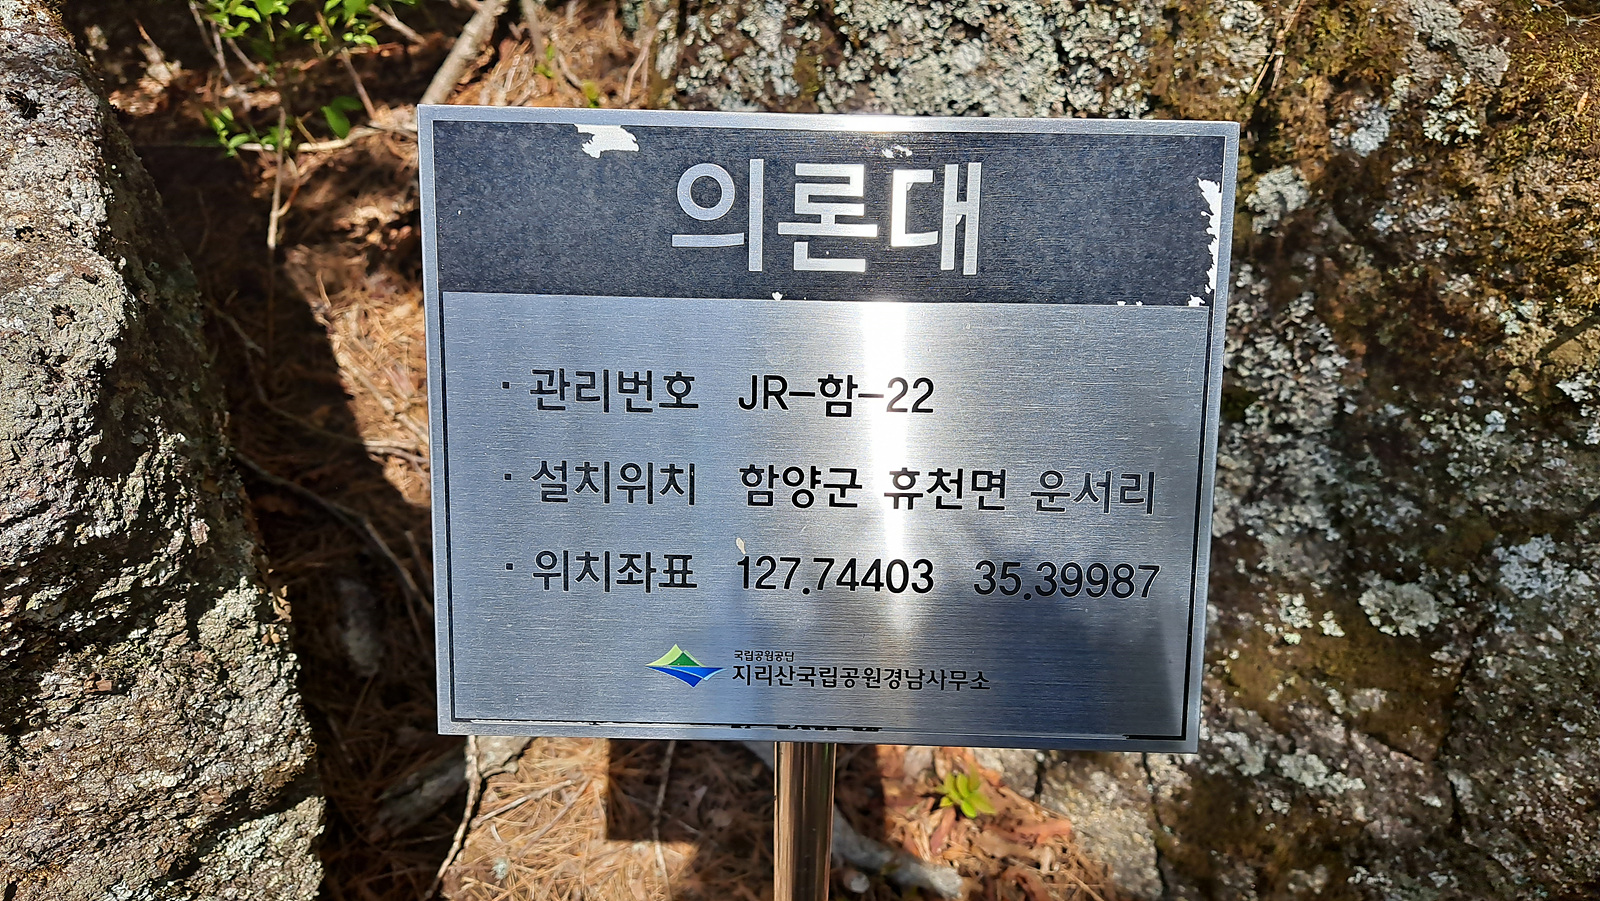 의론대
· 관리번호 JR-함-22
· 설치위치 함양군 휴천면 운서리
· 위치좌표 127.74403 35.39987
국립공원공단
지리산국립공원경남사무소